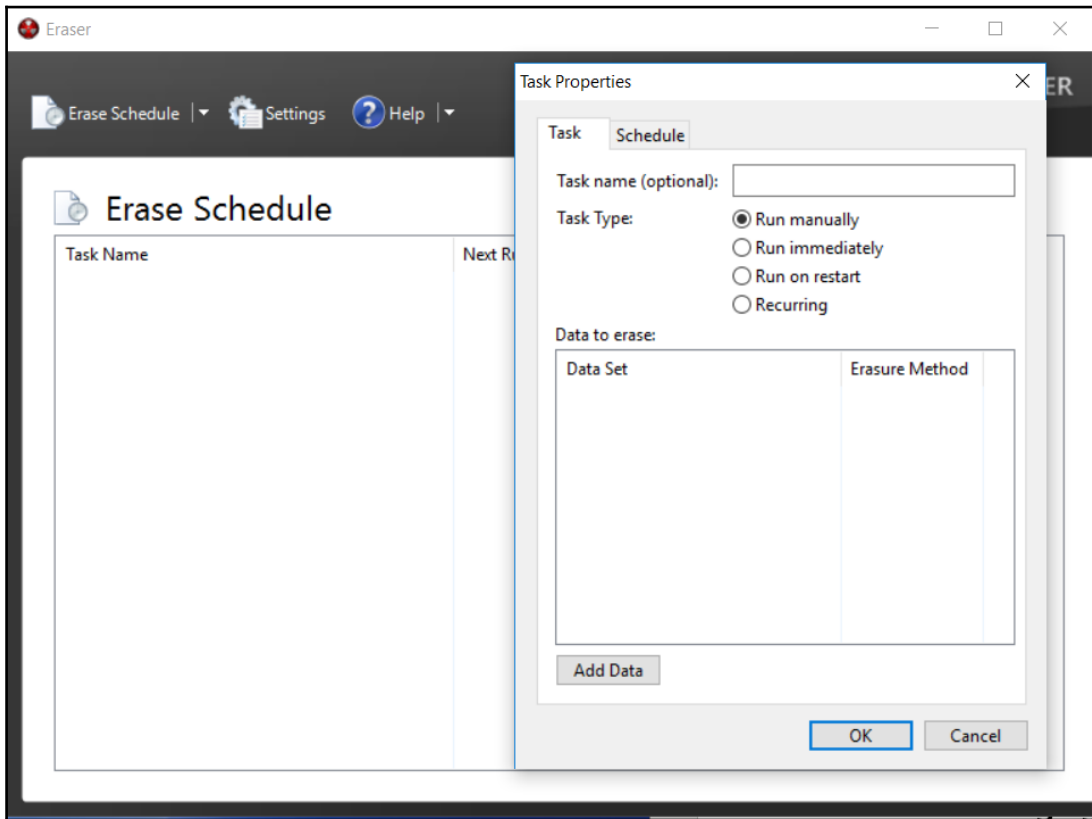 Eraser
Erase Schedule Settings Help
ER
Erase Schedule
Task Name Next R
Task Properties
Task Schedule
Task name (optional):
Task Type: Run manually
Run immediately
Run on restart
Recurring
Data to erase:
Data Set Erasure Method
Add Data
OK Cancel